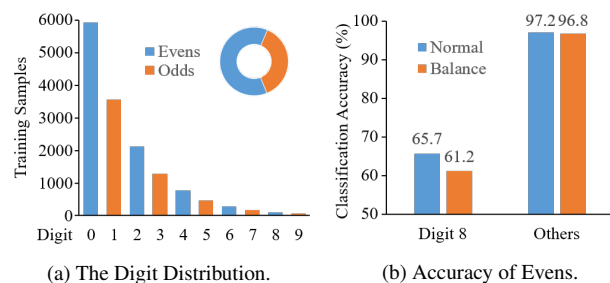 6000
5000
4000
3000
2000
1000
0
Training Samples
Evens
Odds
Digit 0 1 2 3 4 5 6 7 8 9
(a) The Digit Distribution.
100
90
80
70
60
50
Classification Accuracy (%)
Normal
Balance
65.7
61.2
97.2 96.8
Digit 8 Others
(b) Accuracy of Evens.